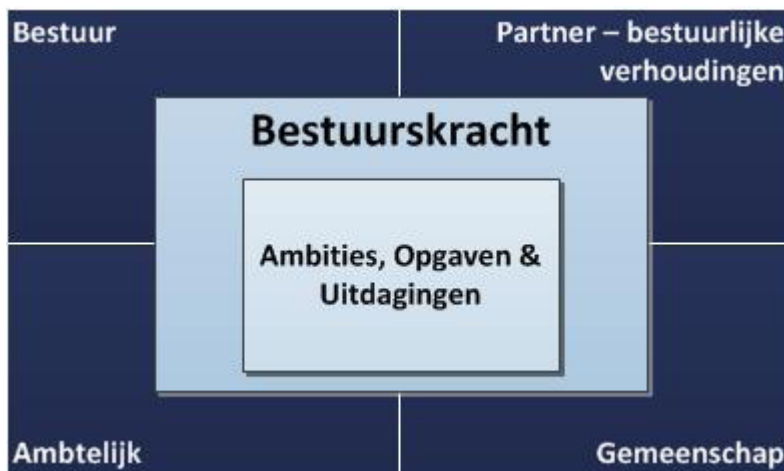 Bestuur
Partner – bestuurlijke
verhoudingen
Bestuurskracht
Ambities, Opgaven &
Uitdagingen
Ambtelijk
Gemeenschap